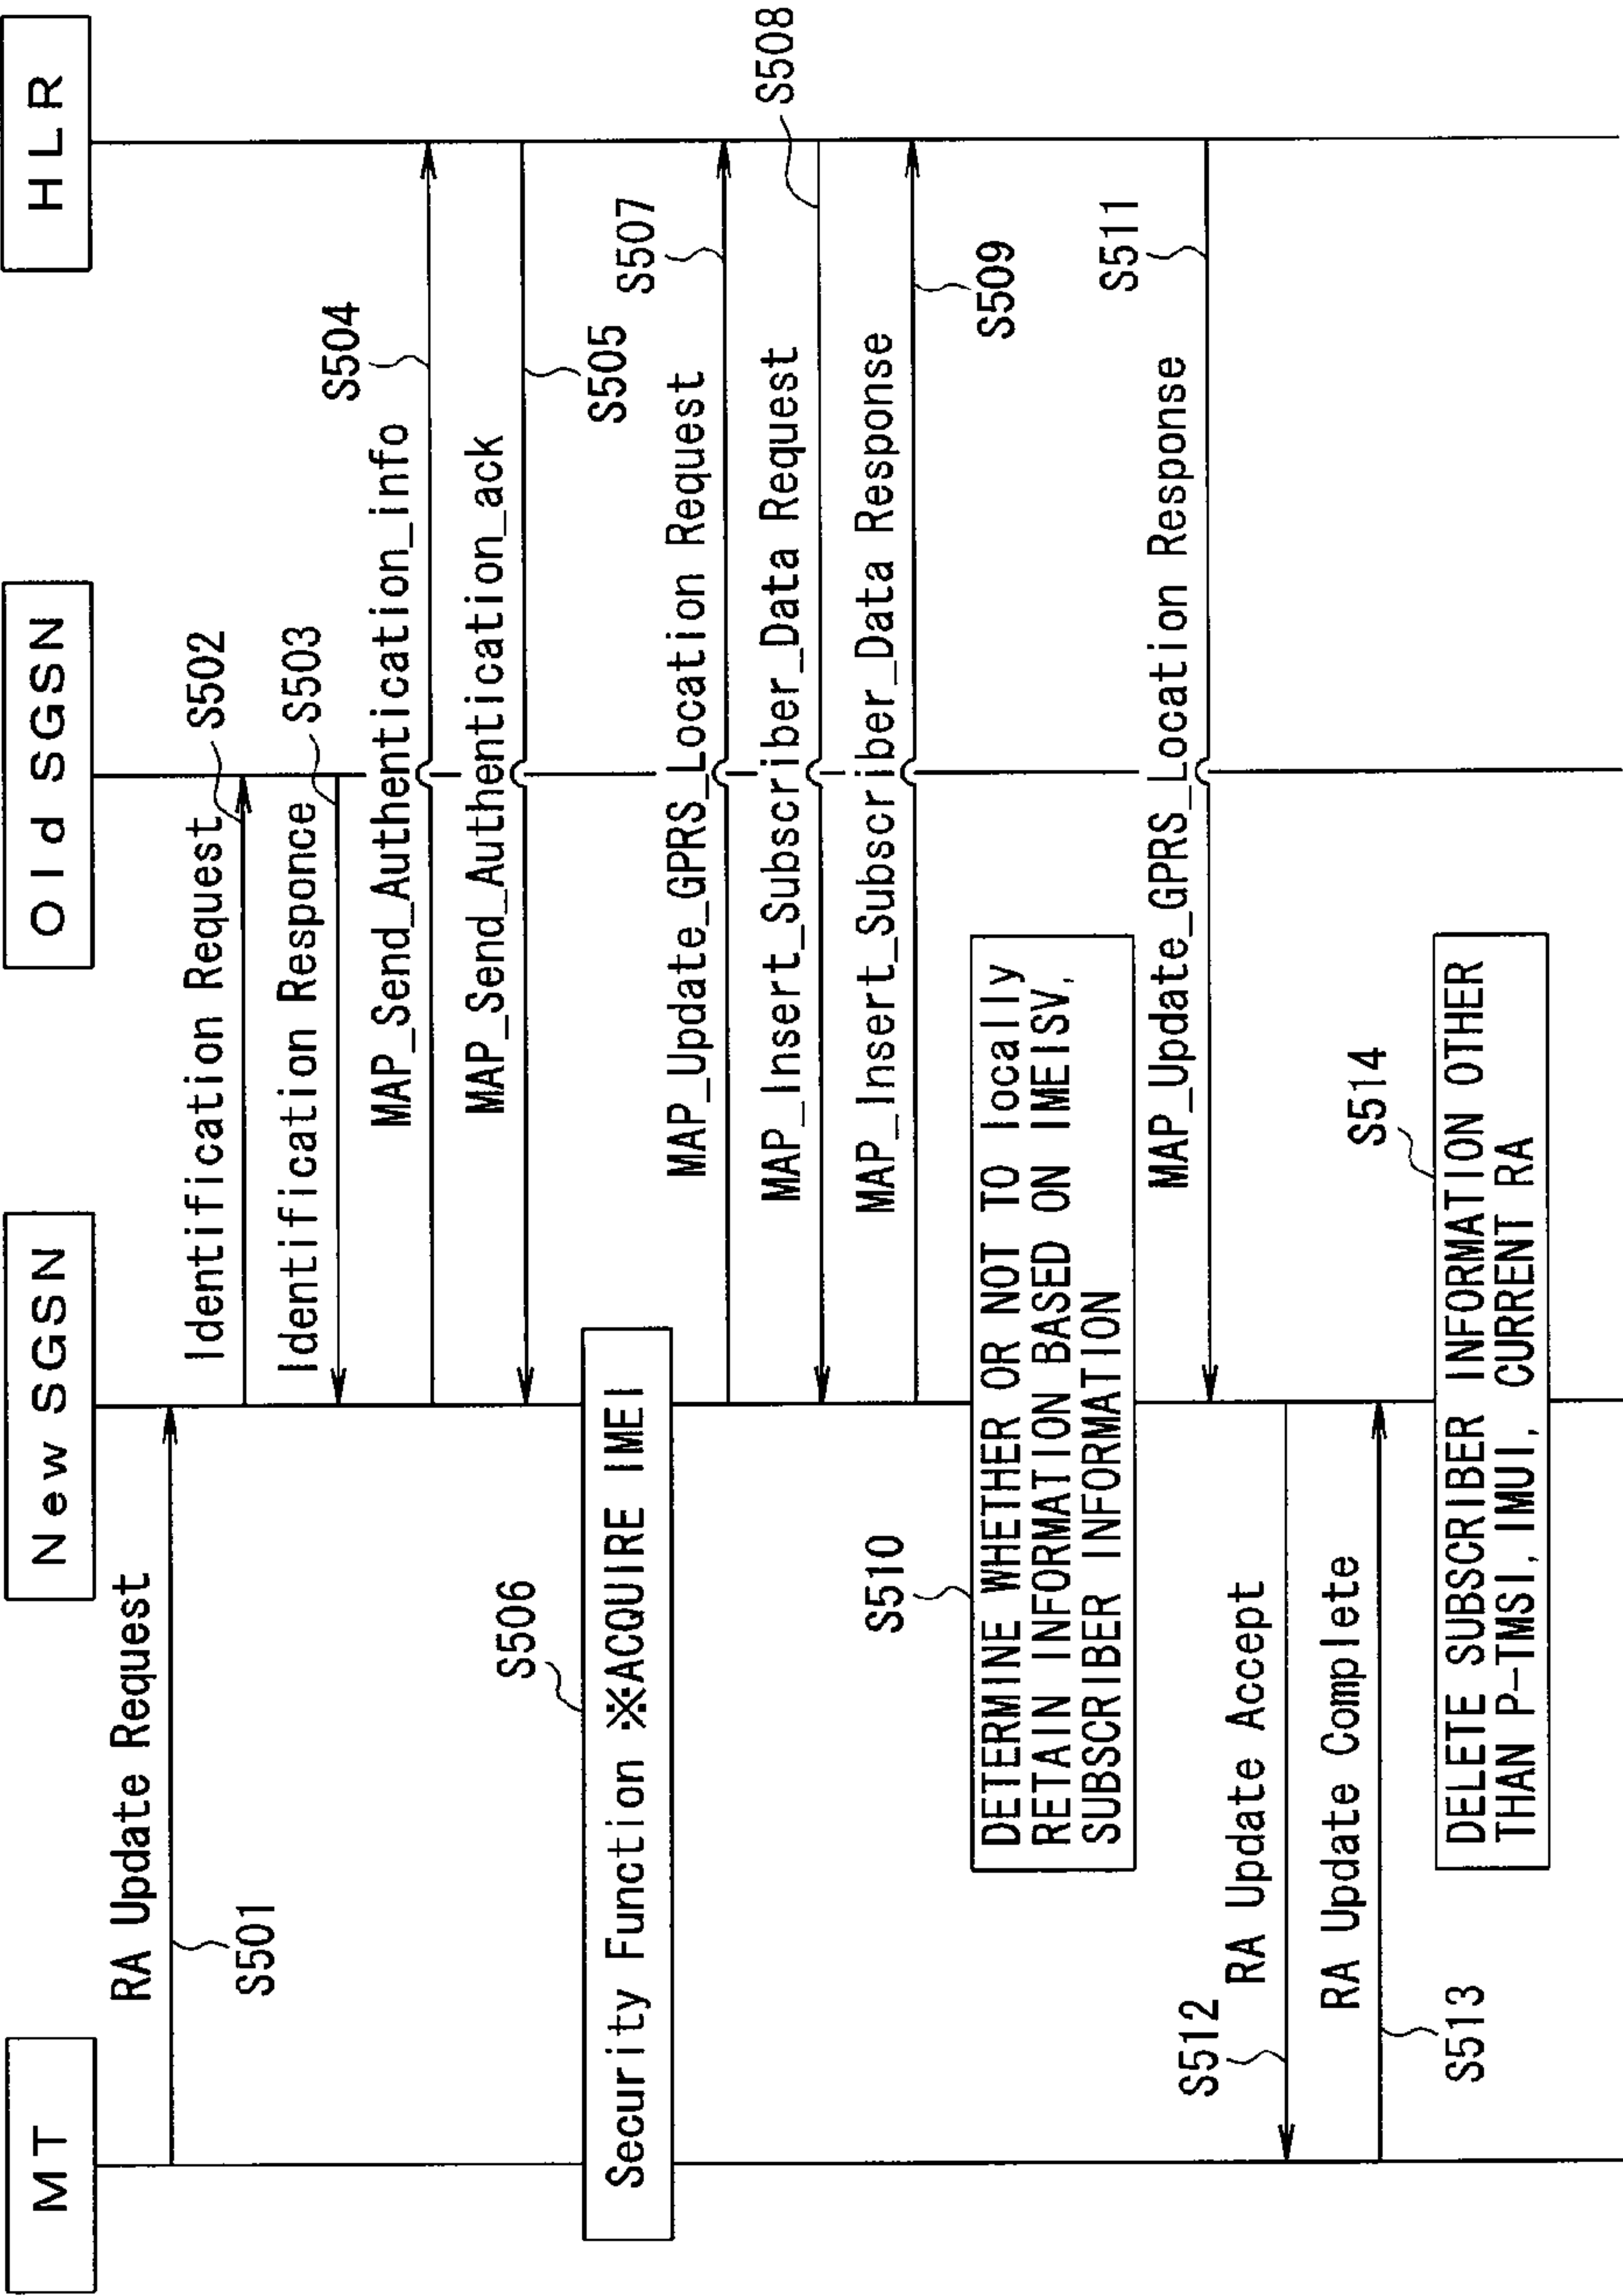 MT
New SGSN
Old SGSN
HLR
RA Update Request
S501
Identification Request
S502
Identification Responce
S503
MAP_Send_Authentication_info
S504
MAP_Send_Authentication_ack
S505
S506
Security Function ※ACQUIRE IMEI
MAP_Update_GPRS_Location Request
S507
MAP_Insert_Subscriber_Data Request
S508
MAP_Insert_Subscriber_Data Response
S509
S510
DETERMINE WHETHER OR NOT TO locally
RETAIN INFORMATION BASED ON IMEISV,
SUBSCRIBER INFORMATION
MAP_Update_GPRS_Location Response
S511
S512
RA Update Accept
RA Update Complete
S513
S514
DELETE SUBSCRIBER INFORMATION OTHER
THAN P-TMSI, IMUI, CURRENT RA